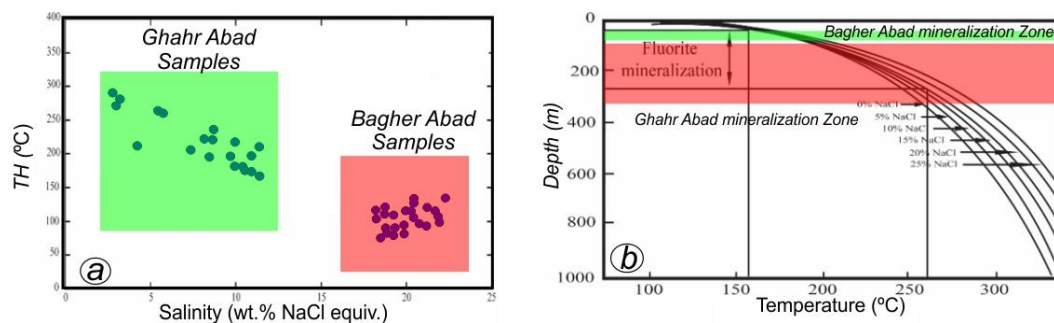 Ghahr Abad
Samples
Bagher Abad
Samples
400
350
300
250
200
150
100
50
0
TH (ºC)
0
5
10
15
20
25
Salinity (wt.% NaCl equiv.)
a
0
200
400
600
800
1000
Depth (m)
Bagher Abad mineralization Zone
Fluorite
mineralization
Ghahr Abad mineralization Zone
0% NaCl
5% NaCl
10% NaC
15% NaCl
20% NaCl
25% NaCl
100
150
200
250
300
Temperature (ºC)
b